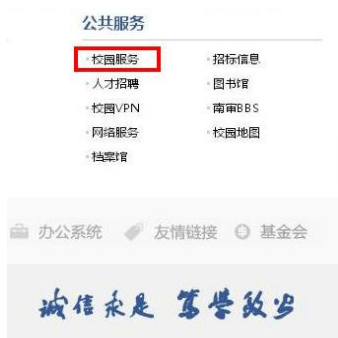 公共服务
校园服务 招标信息
人才招聘 图书馆
校园VPN 南审BBS
网络服务 校园地图
档案馆
办公系统 友情链接 基金会
诚信求是 笃学致公